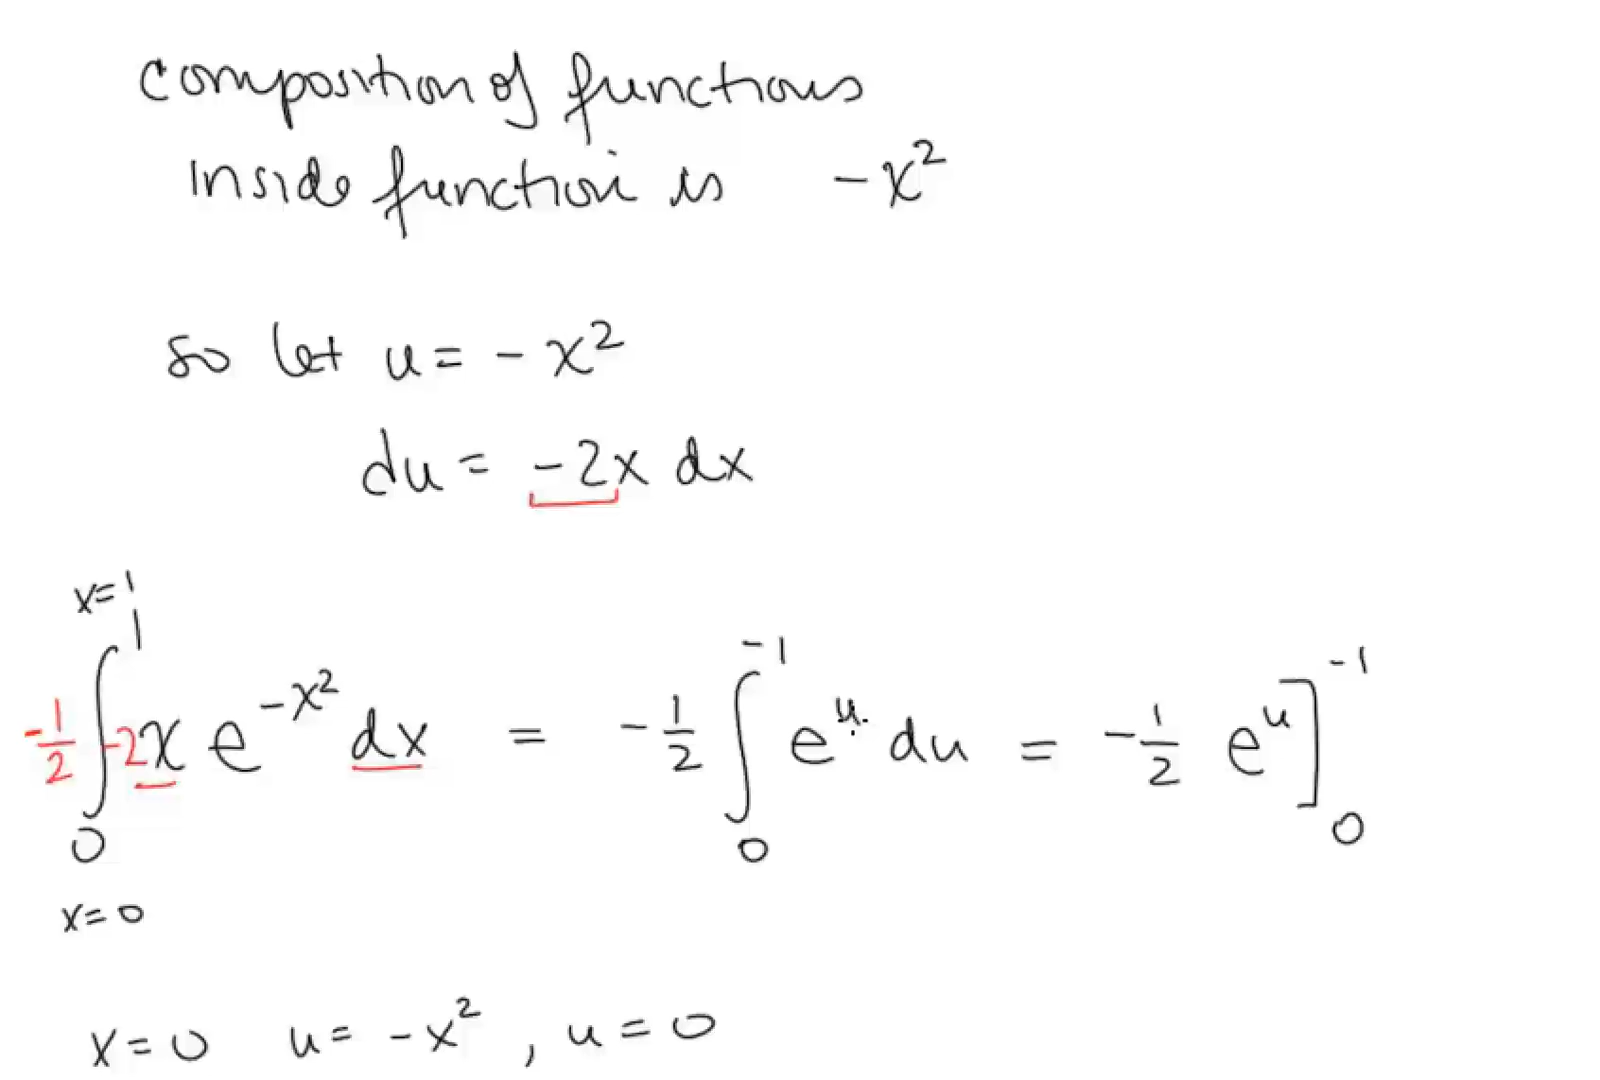 composition of functions
inside function is -x²
so let u = -x²
du = -2x dx
x=1
-1/2 ∫₀¹ -2x e^(-x²) dx = -1/2 ∫₀⁻¹ e^u du = -1/2 e^u ]₀⁻¹
x=0
x=0 u = -x², u=0